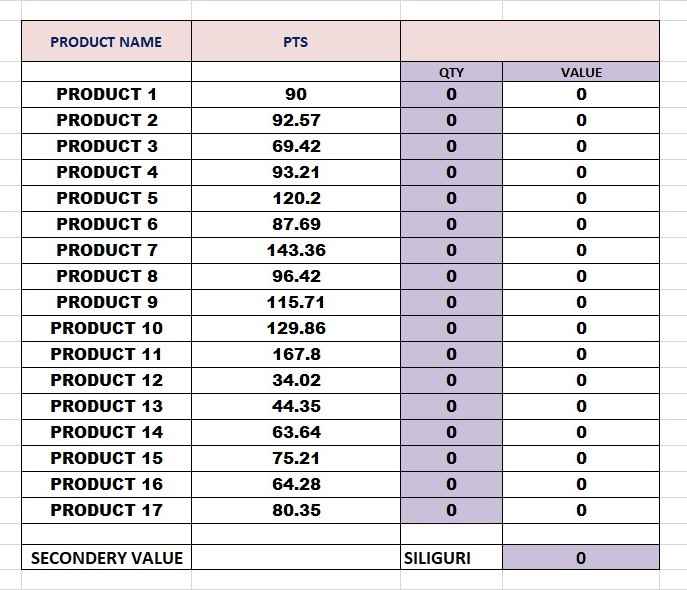 PRODUCT NAME PTS
QTY VALUE
PRODUCT 1 90 0 0
PRODUCT 2 92.57 0 0
PRODUCT 3 69.42 0 0
PRODUCT 4 93.21 0 0
PRODUCT 5 120.2 0 0
PRODUCT 6 87.69 0 0
PRODUCT 7 143.36 0 0
PRODUCT 8 96.42 0 0
PRODUCT 9 115.71 0 0
PRODUCT 10 129.86 0 0
PRODUCT 11 167.8 0 0
PRODUCT 12 34.02 0 0
PRODUCT 13 44.35 0 0
PRODUCT 14 63.64 0 0
PRODUCT 15 75.21 0 0
PRODUCT 16 64.28 0 0
PRODUCT 17 80.35 0 0
SECONDERY VALUE SILIGURI 0